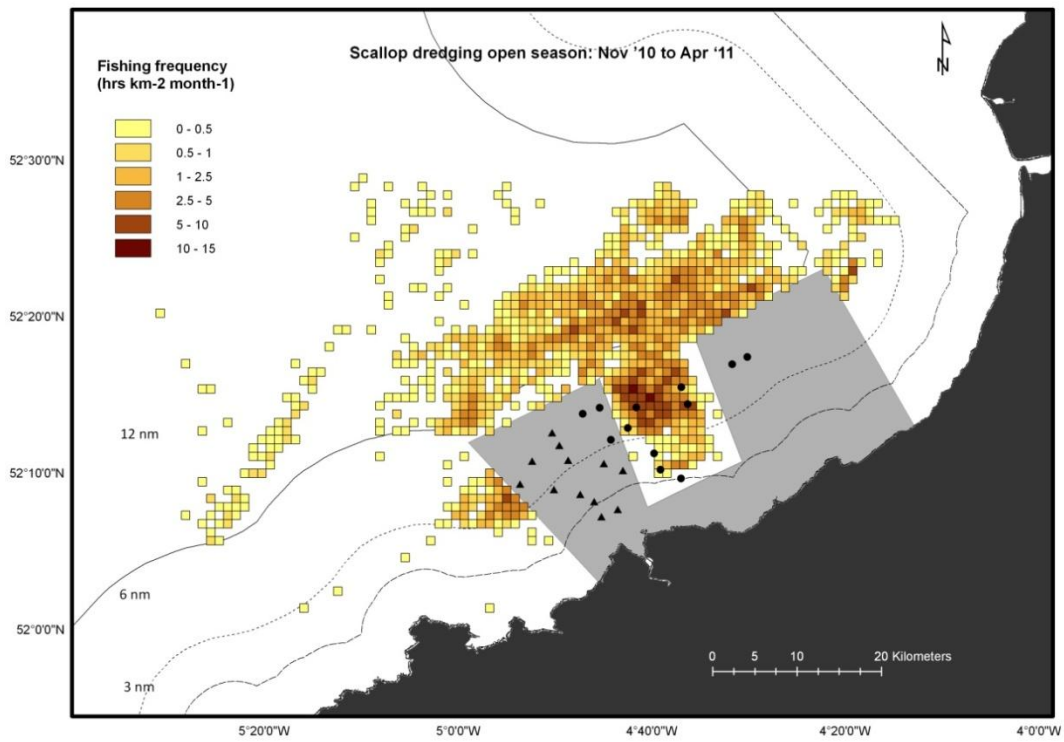 Scallop dredging open season: Nov ’10 to Apr ‘11
N
Fishing frequency
(hrs km-2 month-1)
0 - 0.5
0.5 - 1
1 - 2.5
2.5 - 5
5 - 10
10 - 15
52°30'0"N
52°20'0"N
12 nm
52°10'0"N
6 nm
52°0'0"N
3 nm
0 5 10 20 Kilometers
5°20'0"W 5°0'0"W 4°40'0"W 4°20'0"W 4°0'0"W